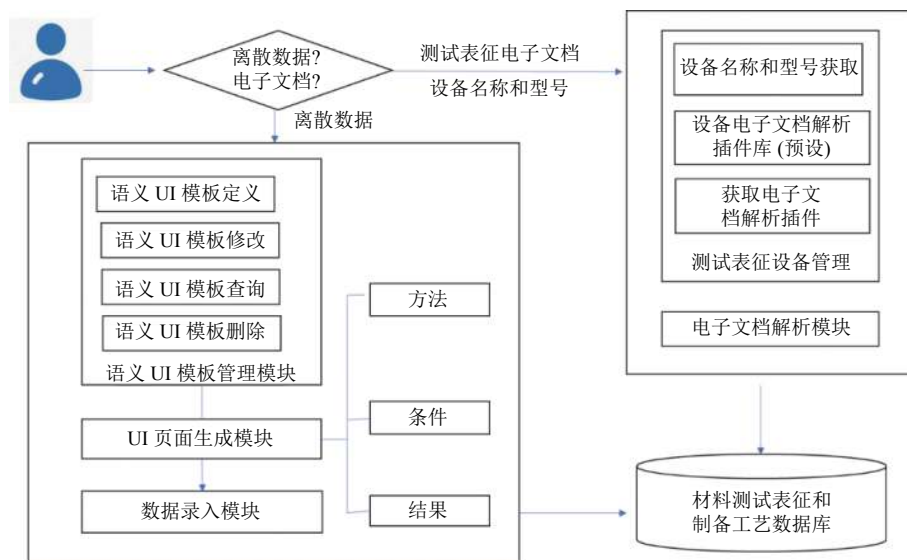 离散数据?
电子文档?
测试表征电子文档
设备名称和型号
离散数据
设备名称和型号获取
设备电子文档解析
插件库 (预设)
获取电子文
档解析插件
测试表征设备管理
电子文档解析模块
语义 UI 模板定义
语义 UI 模板修改
语义 UI 模板查询
语义 UI 模板删除
语义 UI 模板管理模块
UI 页面生成模块
数据录入模块
方法
条件
结果
材料测试表征和
制备工艺数据库